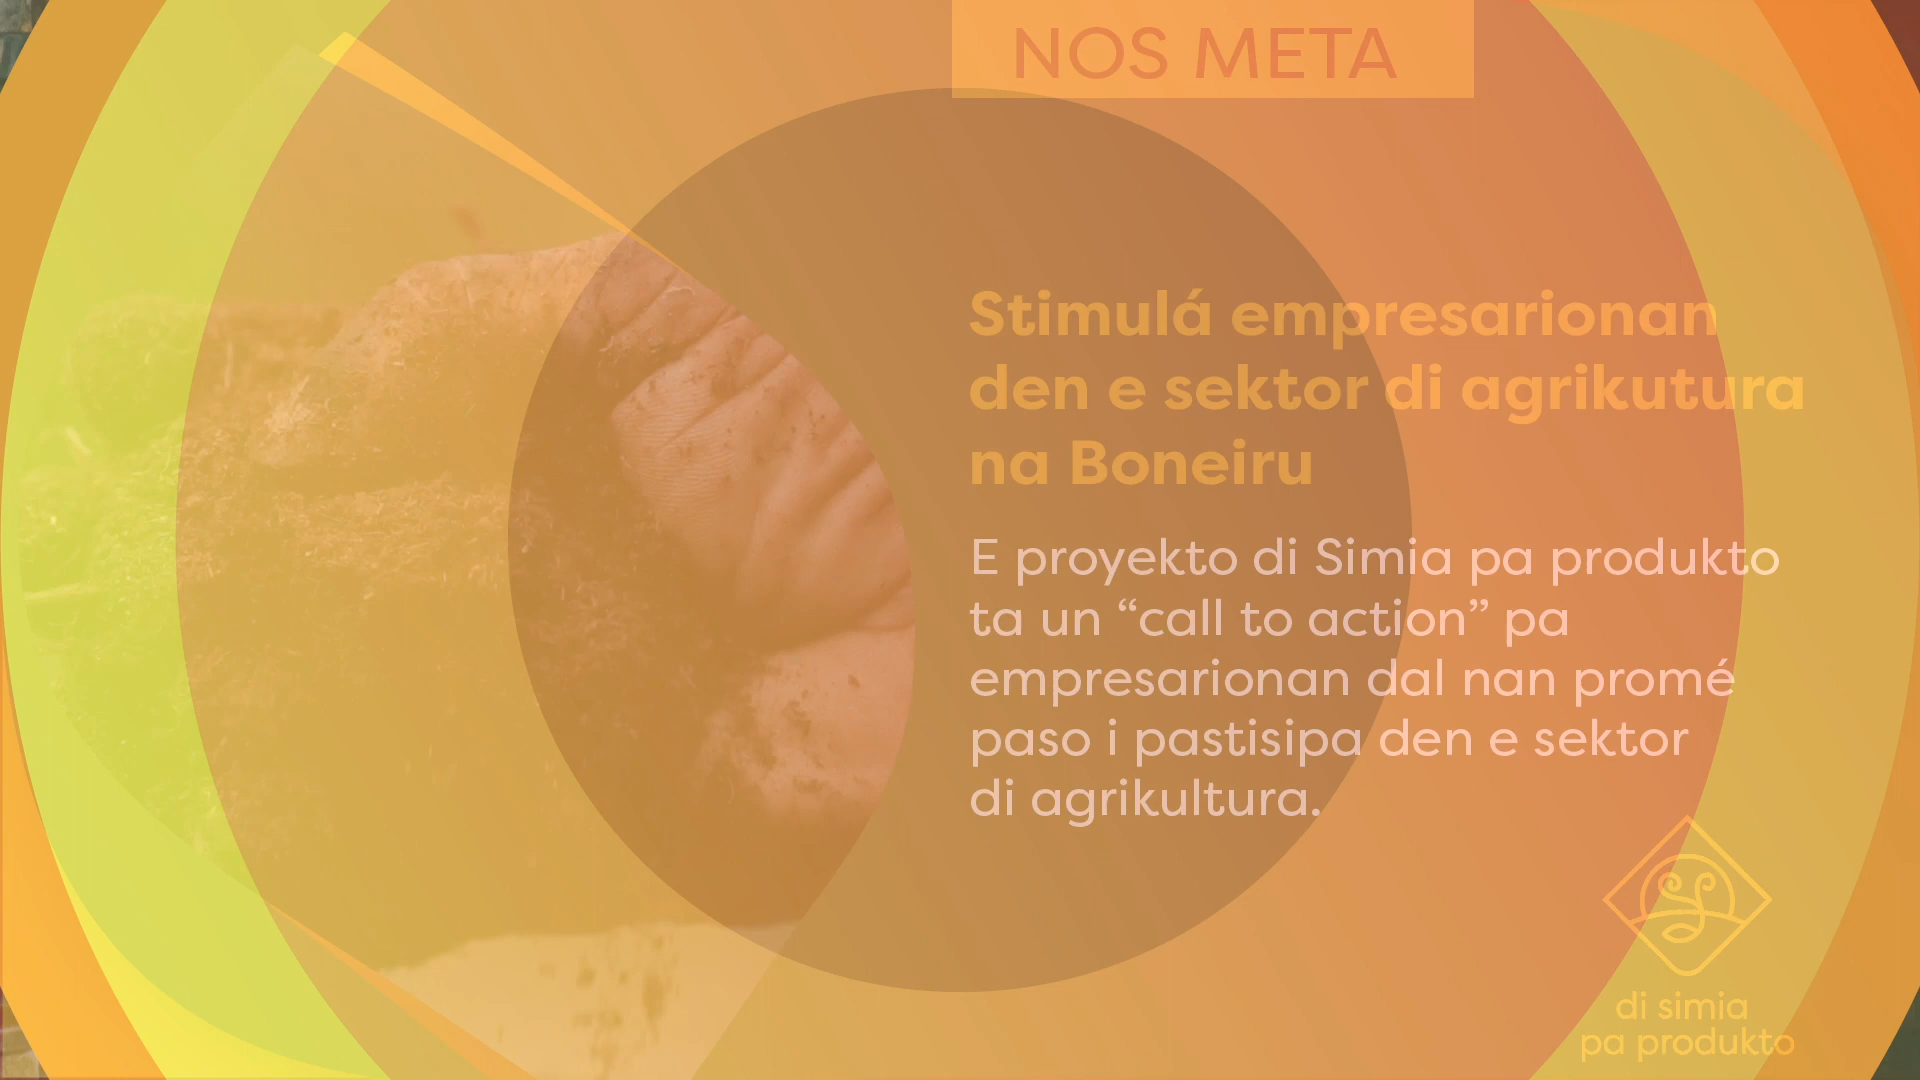 NOS META
Stimulá empresarionan
den e sektor di agrikutura
na Boneiru
E proyekto di Simia pa produkto
ta un “call to action” pa
empresarionan dal nan promé
paso i pastisipa den e sektor
di agrikultura.
di simia
pa produkto